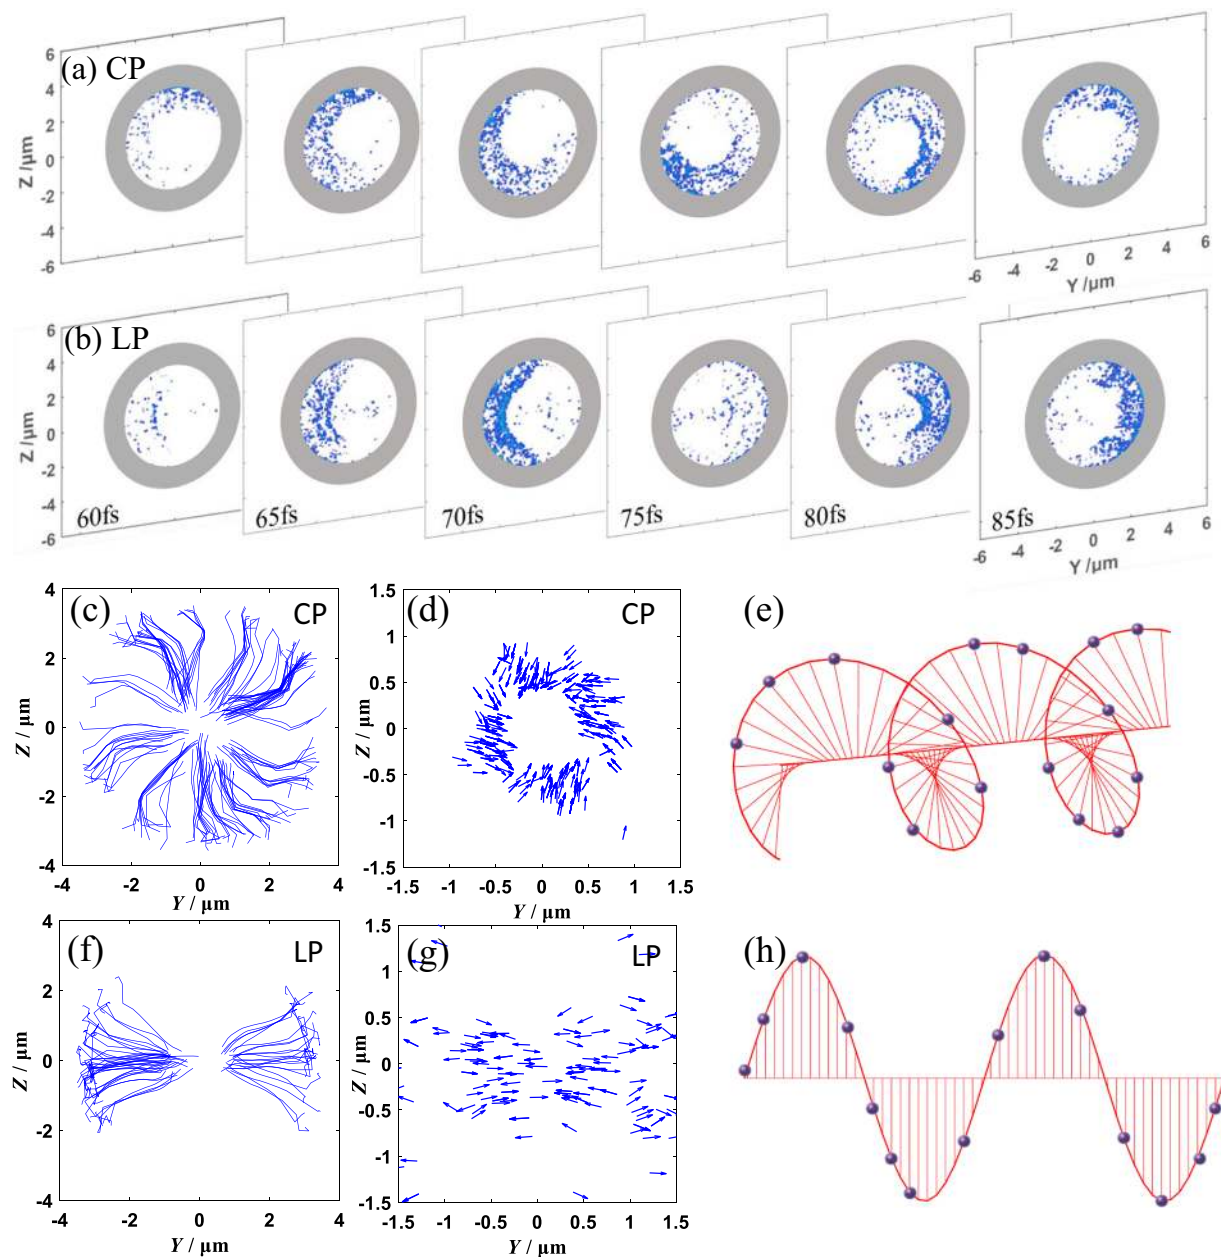 (a) CP
Z /μm
6
4
2
0
-2
-4
-6
-6 -4 -2 0 2 4 6
Y /μm
(b) LP
Z /μm
6
4
2
0
-2
-4
-6
60fs 65fs 70fs 75fs 80fs 85fs
-6 -4 -2 0 2 4 6
Y /μm
(c) CP
Z / μm
4
2
0
-2
-4
-4 -2 0 2 4
Y / μm
(d) CP
Z / μm
1.5
1
0.5
0
-0.5
-1
-1.5
-1.5 -1 -0.5 0 0.5 1 1.5
Y / μm
(e)
(f) LP
Z / μm
4
2
0
-2
-4
-4 -2 0 2 4
Y / μm
(g) LP
Z / μm
1.5
1
0.5
0
-0.5
-1
-1.5
-1.5 -1 -0.5 0 0.5 1 1.5
Y / μm
(h)